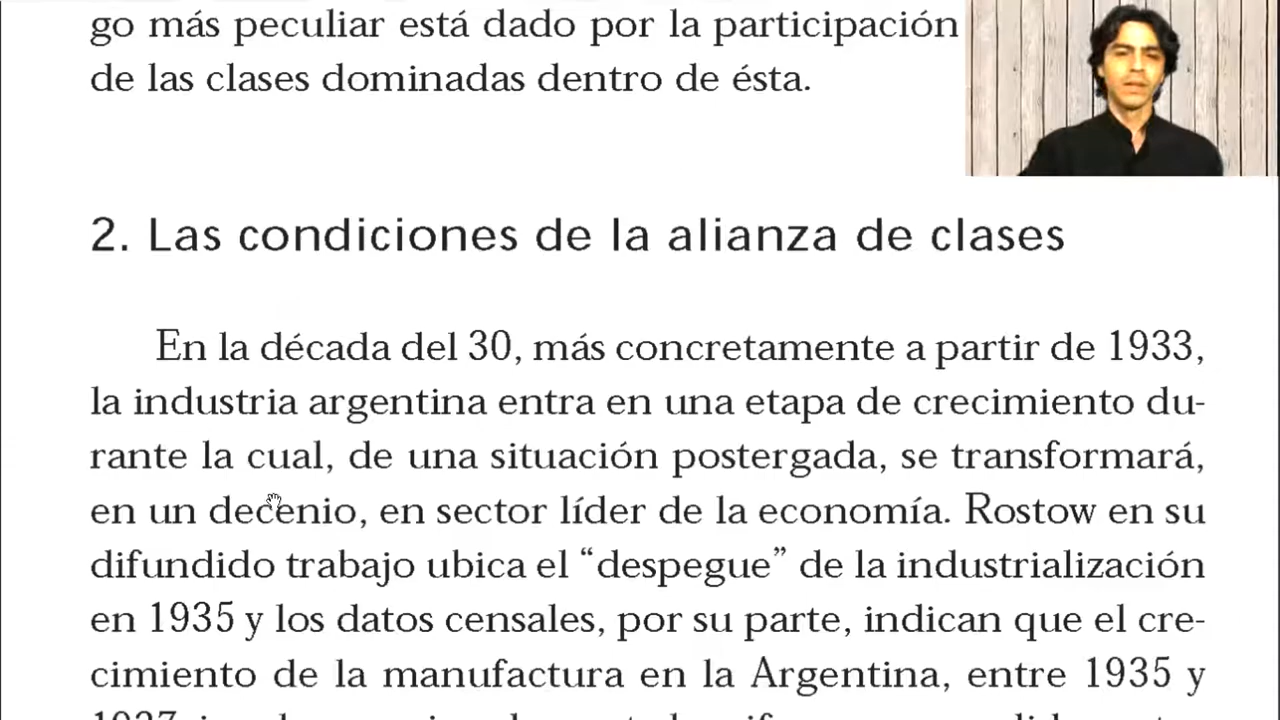 go más peculiar está dado por la participación
de las clases dominadas dentro de ésta.
2. Las condiciones de la alianza de clases
En la década del 30, más concretamente a partir de 1933,
la industria argentina entra en una etapa de crecimiento du-
rante la cual, de una situación postergada, se transformará,
en un decenio, en sector líder de la economía. Rostow en su
difundido trabajo ubica el “despegue” de la industrialización
en 1935 y los datos censales, por su parte, indican que el cre-
cimiento de la manufactura en la Argentina, entre 1935 y